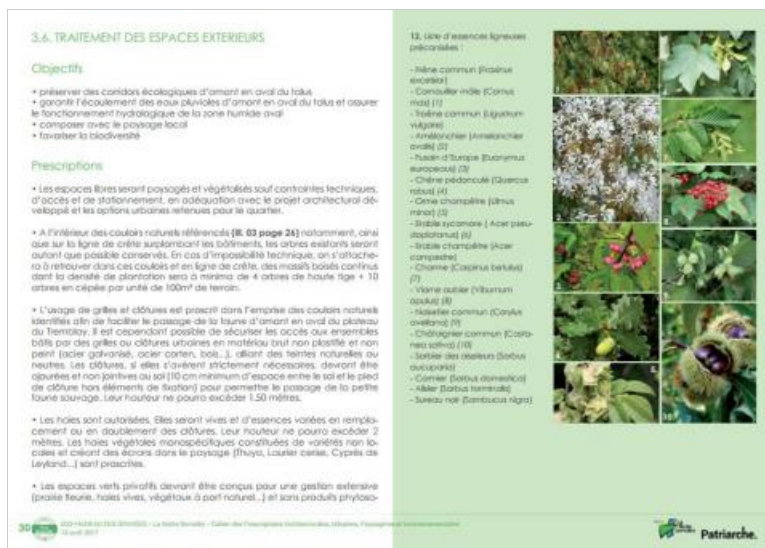 3.6. TRAITEMENT DES ESPACES EXTERIEURS
Objectifs
• préserver des corridors écologiques d'amont en aval du talus
• garantir l'écoulement des eaux pluviales d'amont en aval du talus et assurer
le fonctionnement hydrologique de la zone humide aval
• composer avec le paysage local
• favoriser la biodiversité
Prescriptions
• Les espaces libres seront paysagés et végétalisés sauf contraintes techniques,
d'accès et de stationnement, en adéquation avec le projet architectural dé-
veloppé et les options urbaines retenues pour le quartier.
• A l'intérieur des couloirs naturels référencés (Ill. 03 page 26) notamment, ainsi
que sur la ligne de crête surplombant les bâtiments, les arbres existants seront
autant que possible conservés. En cas d'impossibilité technique, on s'attache-
ra à retrouver dans ces couloirs et en ligne de crête, des massifs boisés continus
dont la densité de plantation sera a minima de 4 arbres de haute tige + 10
arbres en cépée par unité de 100m² de terrain.
• L'usage de grilles et clôtures est proscrit dans l'emprise des couloirs naturels
identifiés afin de faciliter le passage de la faune d'amont en aval du plateau
du Tremblay. Il est cependant possible de sécuriser les accès aux ensembles
bâtis par des grilles ou clôtures urbaines en matériau brut non plastifié et non
peint (acier galvanisé, acier corten, bois...), alliant des teintes naturelles ou
neutres. Les clôtures, si elles s'avèrent strictement nécessaires, devront être
ajourées et non jointives au sol (10 cm minimum d'espace entre le sol et le pied
de clôture hors éléments de fixation) pour permettre le passage de la petite
faune sauvage. Leur hauteur ne pourra excéder 1.50 mètres.
• Les haies sont autorisées. Elles seront vives et d'essences variées en rempla-
cement ou en doublement des clôtures. Leur hauteur ne pourra excéder 2
mètres. Les haies végétales monospécifiques constituées de variétés non lo-
cales et créant des écrans dans le paysage (Thuya, Laurier cerise, Cyprès de
Leyland...) sont proscrites.
• Les espaces verts privatifs devront être conçus pour une gestion extensive
(prairie fleurie, haies vives, végétaux à port naturel...) et sans produits phytosa-
30
12. Liste d'essences ligneuses
préconisées :
- Frêne commun (Fraxinus
excelsior)
- Cornouiller mâle (Cornus
mas) (1)
- Troëne commun (Ligustrum
vulgare)
- Amélanchier (Amelanchier
ovalis) (2)
- Fusain d'Europe (Euonymus
europaeus) (3)
- Chêne pédonculé (Quercus
robur) (4)
- Orme champêtre (Ulmus
minor) (5)
- Erable sycomore ( Acer pseu-
doplatanus) (6)
- Erable champêtre (Acer
campestre)
- Charme (Carpinus betulus)
(7)
- Viorne aubier (Viburnum
opulus) (8)
- Noisetier commun (Corylus
avellana) (9)
- Châtaignier commun (Casta-
nea sativa) (10)
- Sorbier des oiseleurs (Sorbus
aucuparia)
- Cormier (Sorbus domestica)
- Alisier (Sorbus torminalis)
- Sureau noir (Sambucus nigra)
1.
2.
3.
5.
8.
9.
10.
Patriarche.